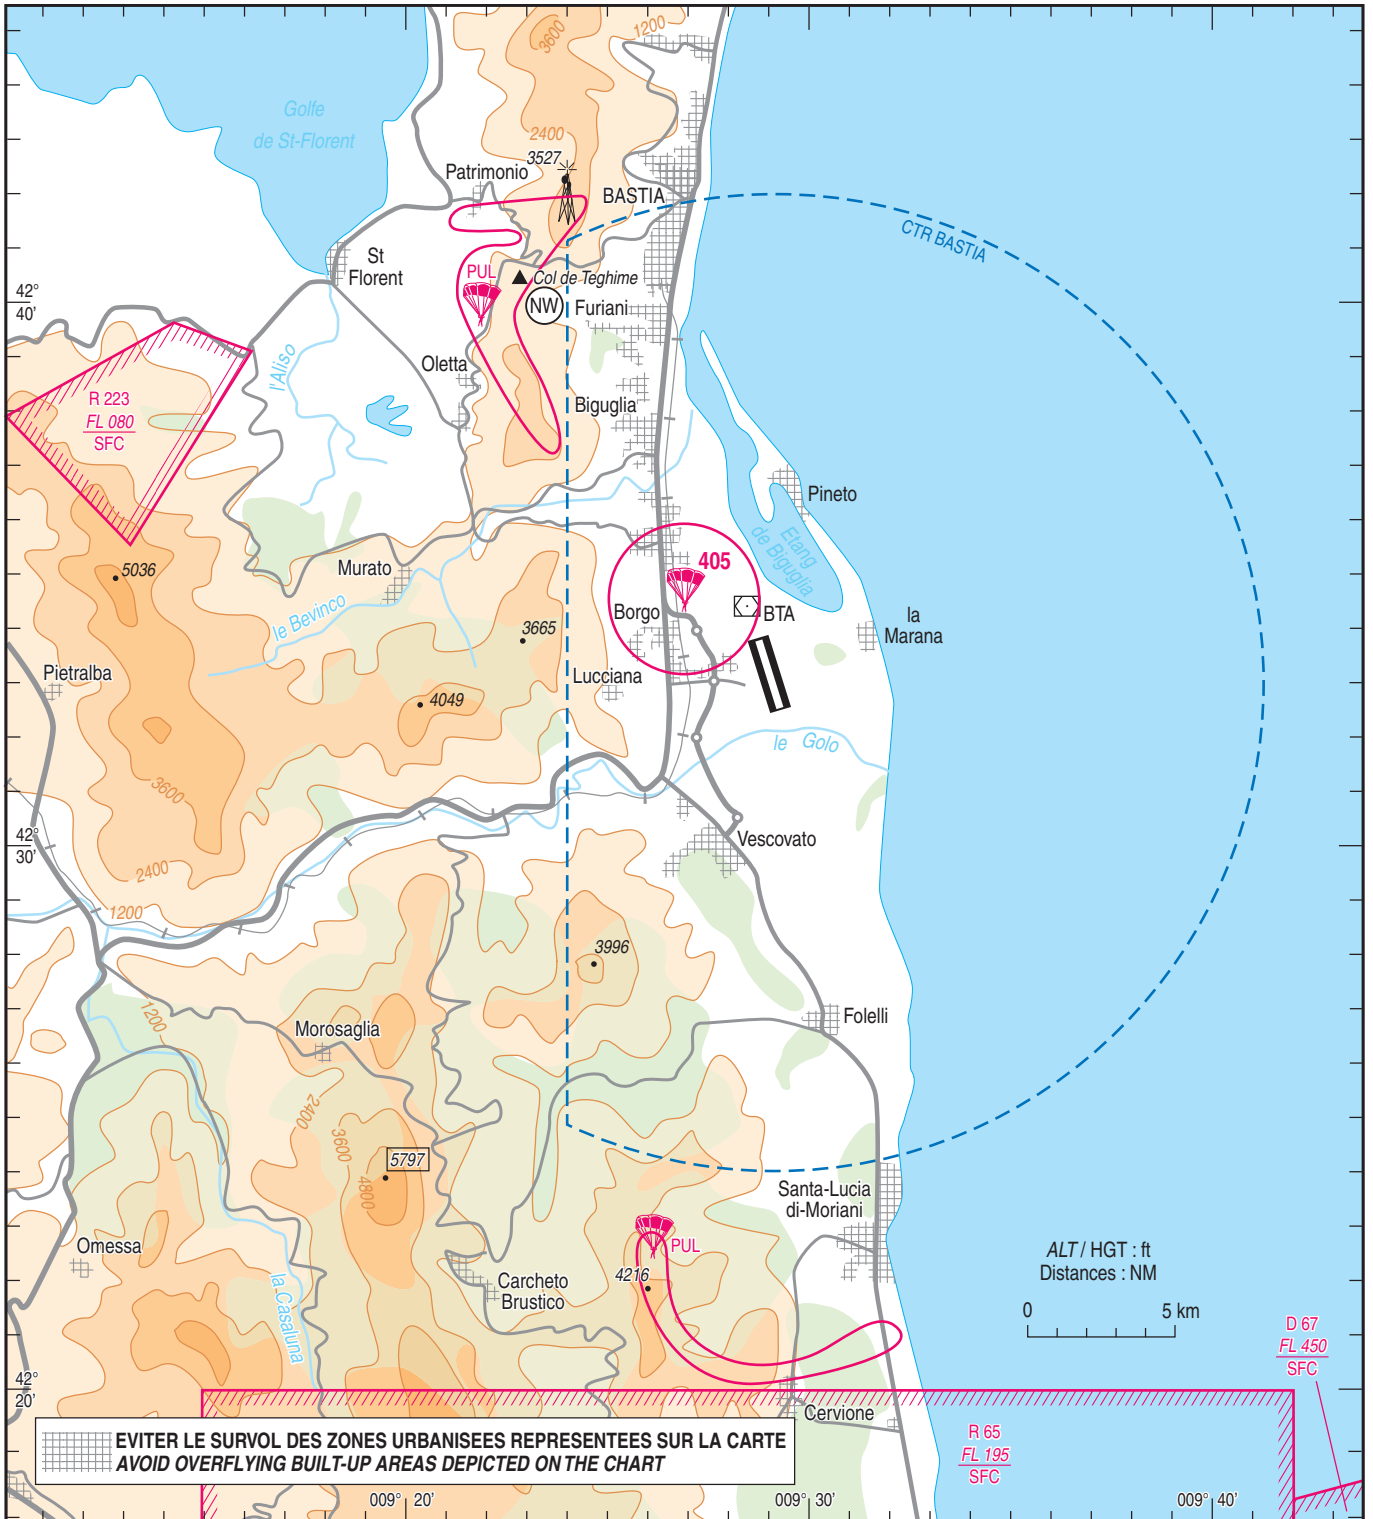 3600
1200
Golfe
de St-Florent
2400
3527
Patrimonio
BASTIA
CTR BASTIA
St
Florent
PUL
Col de Teghime
42°
40'
NW
Furiani
l'Aliso
Oletta
R 223
FL 080
SFC
Biguglia
Pineto
Etang
de Biguglia
405
5036
Murato
le Bevinco
Borgo
BTA
la
Marana
3665
Pietralba
Lucciana
4049
le Golo
3600
42°
30'
Vescovato
2400
1200
3996
1200
Morosaglia
Folelli
2400
3600
5797
4800
Santa-Lucia
di-Moriani
Omessa
PUL
ALT / HGT : ft
Distances : NM
la Casaluna
4216
Carcheto
Brustico
0 5 km
D 67
FL 450
SFC
42°
20'
Cervione
R 65
FL 195
SFC
EVITER LE SURVOL DES ZONES URBANISEES REPRESENTEES SUR LA CARTE
AVOID OVERFLYING BUILT-UP AREAS DEPICTED ON THE CHART
009° 20'
009° 30'
009° 40'